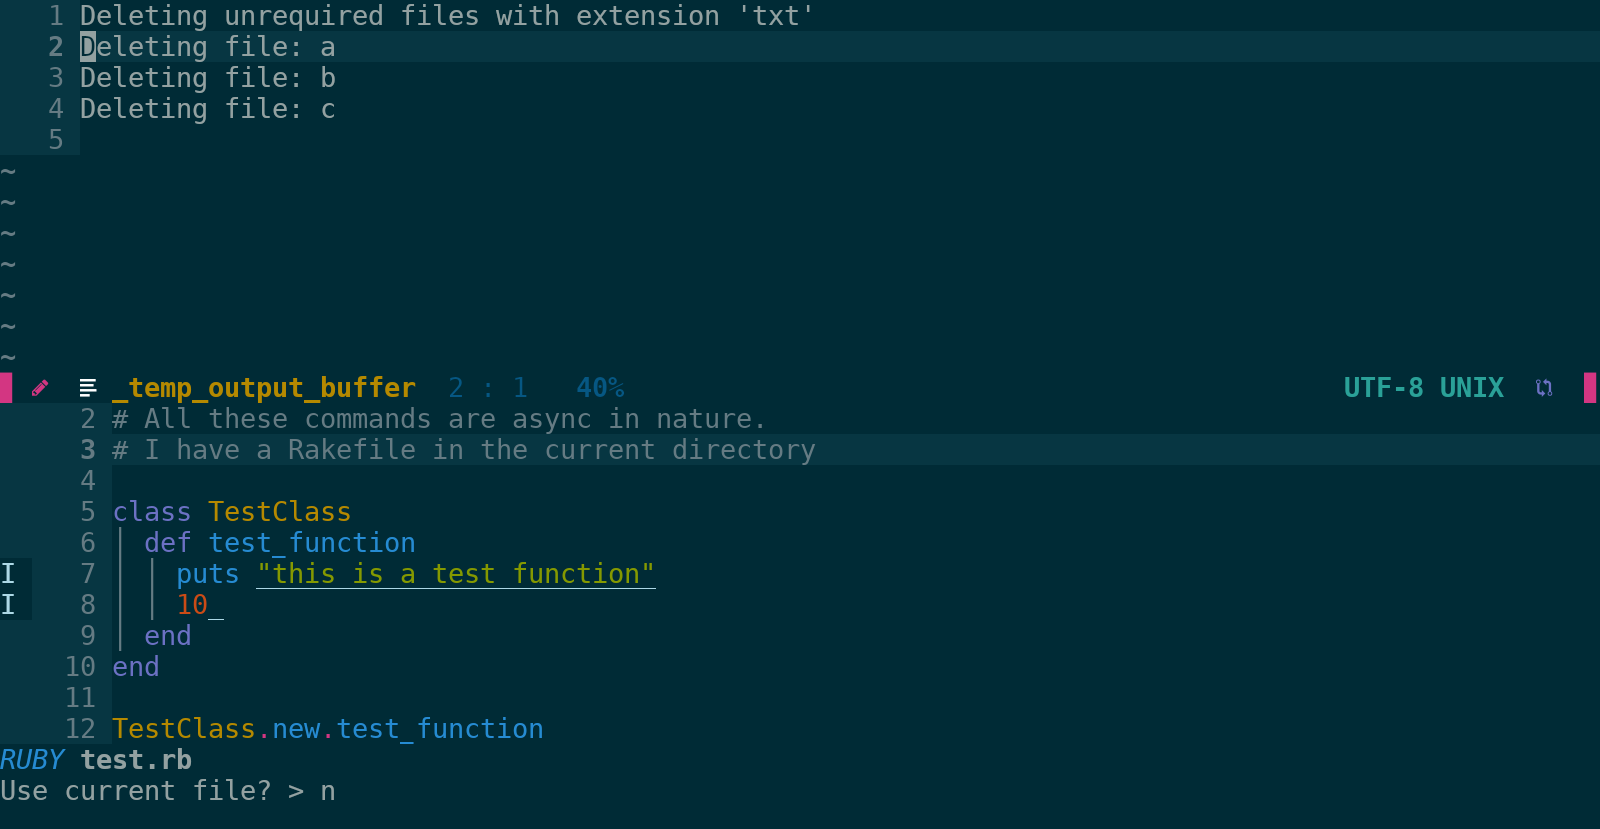 1 Deleting unrequired files with extension 'txt'
2 Deleting file: a
3 Deleting file: b
4 Deleting file: c
5
~
~
~
~
~
~
~
_temp_output_buffer 2 : 1 40% UTF-8 UNIX
2 # All these commands are async in nature.
3 # I have a Rakefile in the current directory
4
5 class TestClass
6 def test_function
I 7 puts "this is a test function"
I 8 10_
9 end
10 end
11
12 TestClass.new.test_function
RUBY test.rb
Use current file? > n